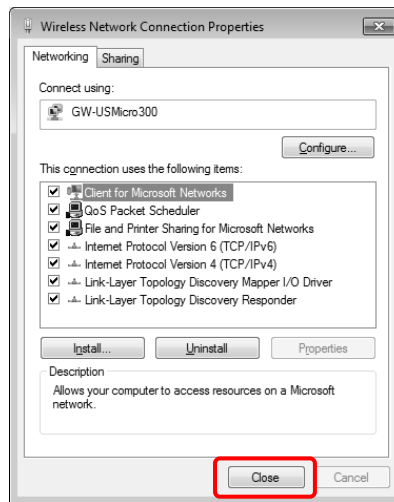 Wireless Network Connection Properties
Networking Sharing
Connect using:
GW-USMicro300
Configure...
This connection uses the following items:
Client for Microsoft Networks
QoS Packet Scheduler
File and Printer Sharing for Microsoft Networks
Internet Protocol Version 6 (TCP/IPv6)
Internet Protocol Version 4 (TCP/IPv4)
Link-Layer Topology Discovery Mapper I/O Driver
Link-Layer Topology Discovery Responder
Install... Uninstall Properties
Description
Allows your computer to access resources on a Microsoft
network.
Close Cancel